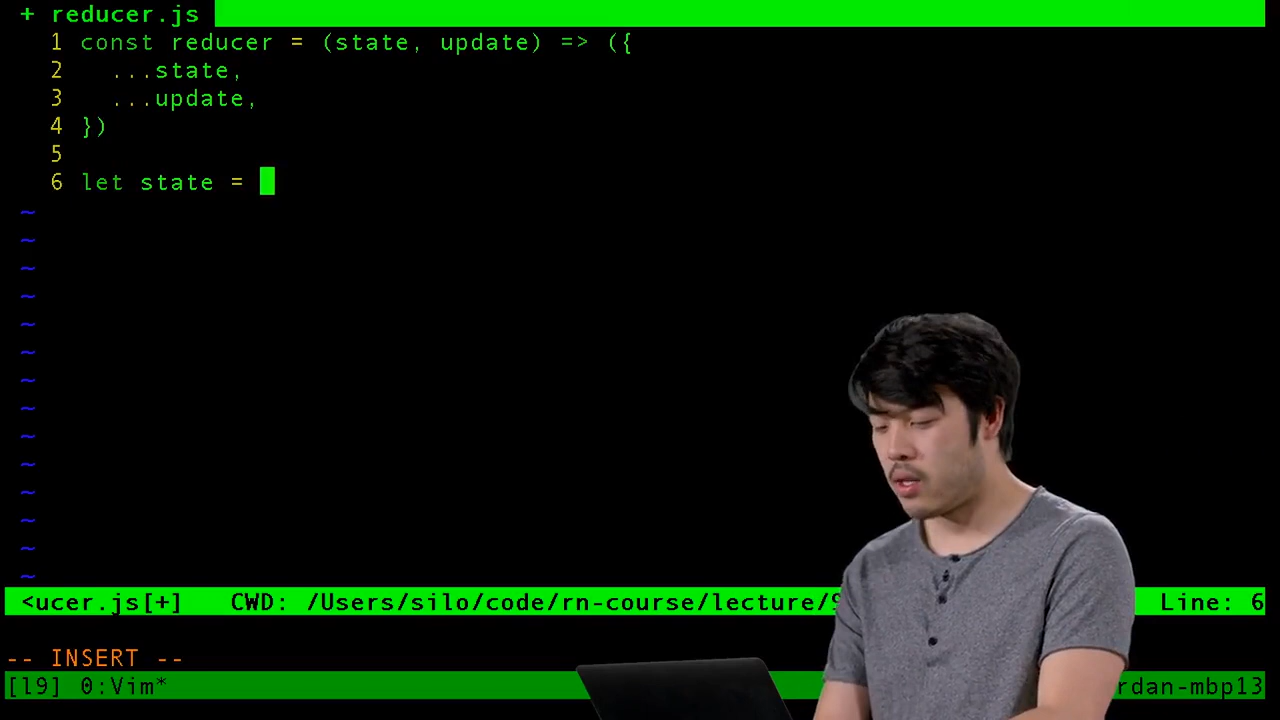 + reducer.js
1 const reducer = (state, update) => ({
2   ...state,
3   ...update,
4 })
5
6 let state =
~
~
~
~
~
~
~
~
~
~
~
~
~
~
<ucer.js[+]   CWD: /Users/silo/code/rn-course/lecture/   Line: 6
-- INSERT --
[l9] 0:Vim*   rdan-mbp13